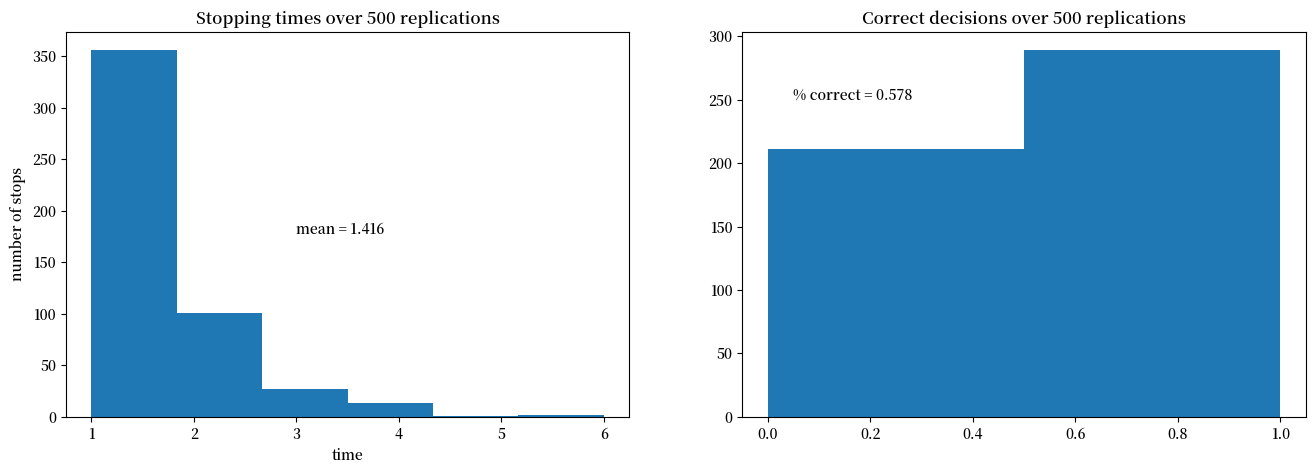 Stopping times over 500 replications
350
300
250
200
150
100
50
0
number of stops
mean = 1.416
1 2 3 4 5 6
time
Correct decisions over 500 replications
300
250
200
150
100
50
0
% correct = 0.578
0.0 0.2 0.4 0.6 0.8 1.0